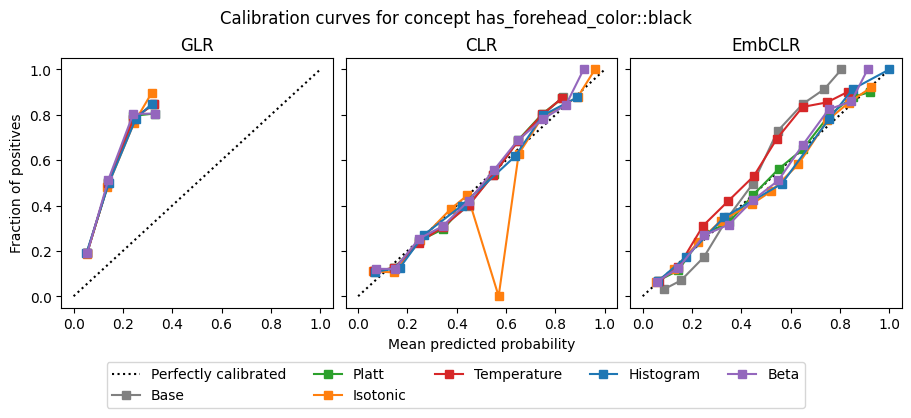 Calibration curves for concept has_forehead_color::black
GLR
CLR
EmbCLR
Fraction of positives
1.0
0.8
0.6
0.4
0.2
0.0
0.0 0.2 0.4 0.6 0.8 1.0
0.0 0.2 0.4 0.6 0.8 1.0
0.0 0.2 0.4 0.6 0.8 1.0
Mean predicted probability
Perfectly calibrated
Base
Platt
Isotonic
Temperature
Histogram
Beta